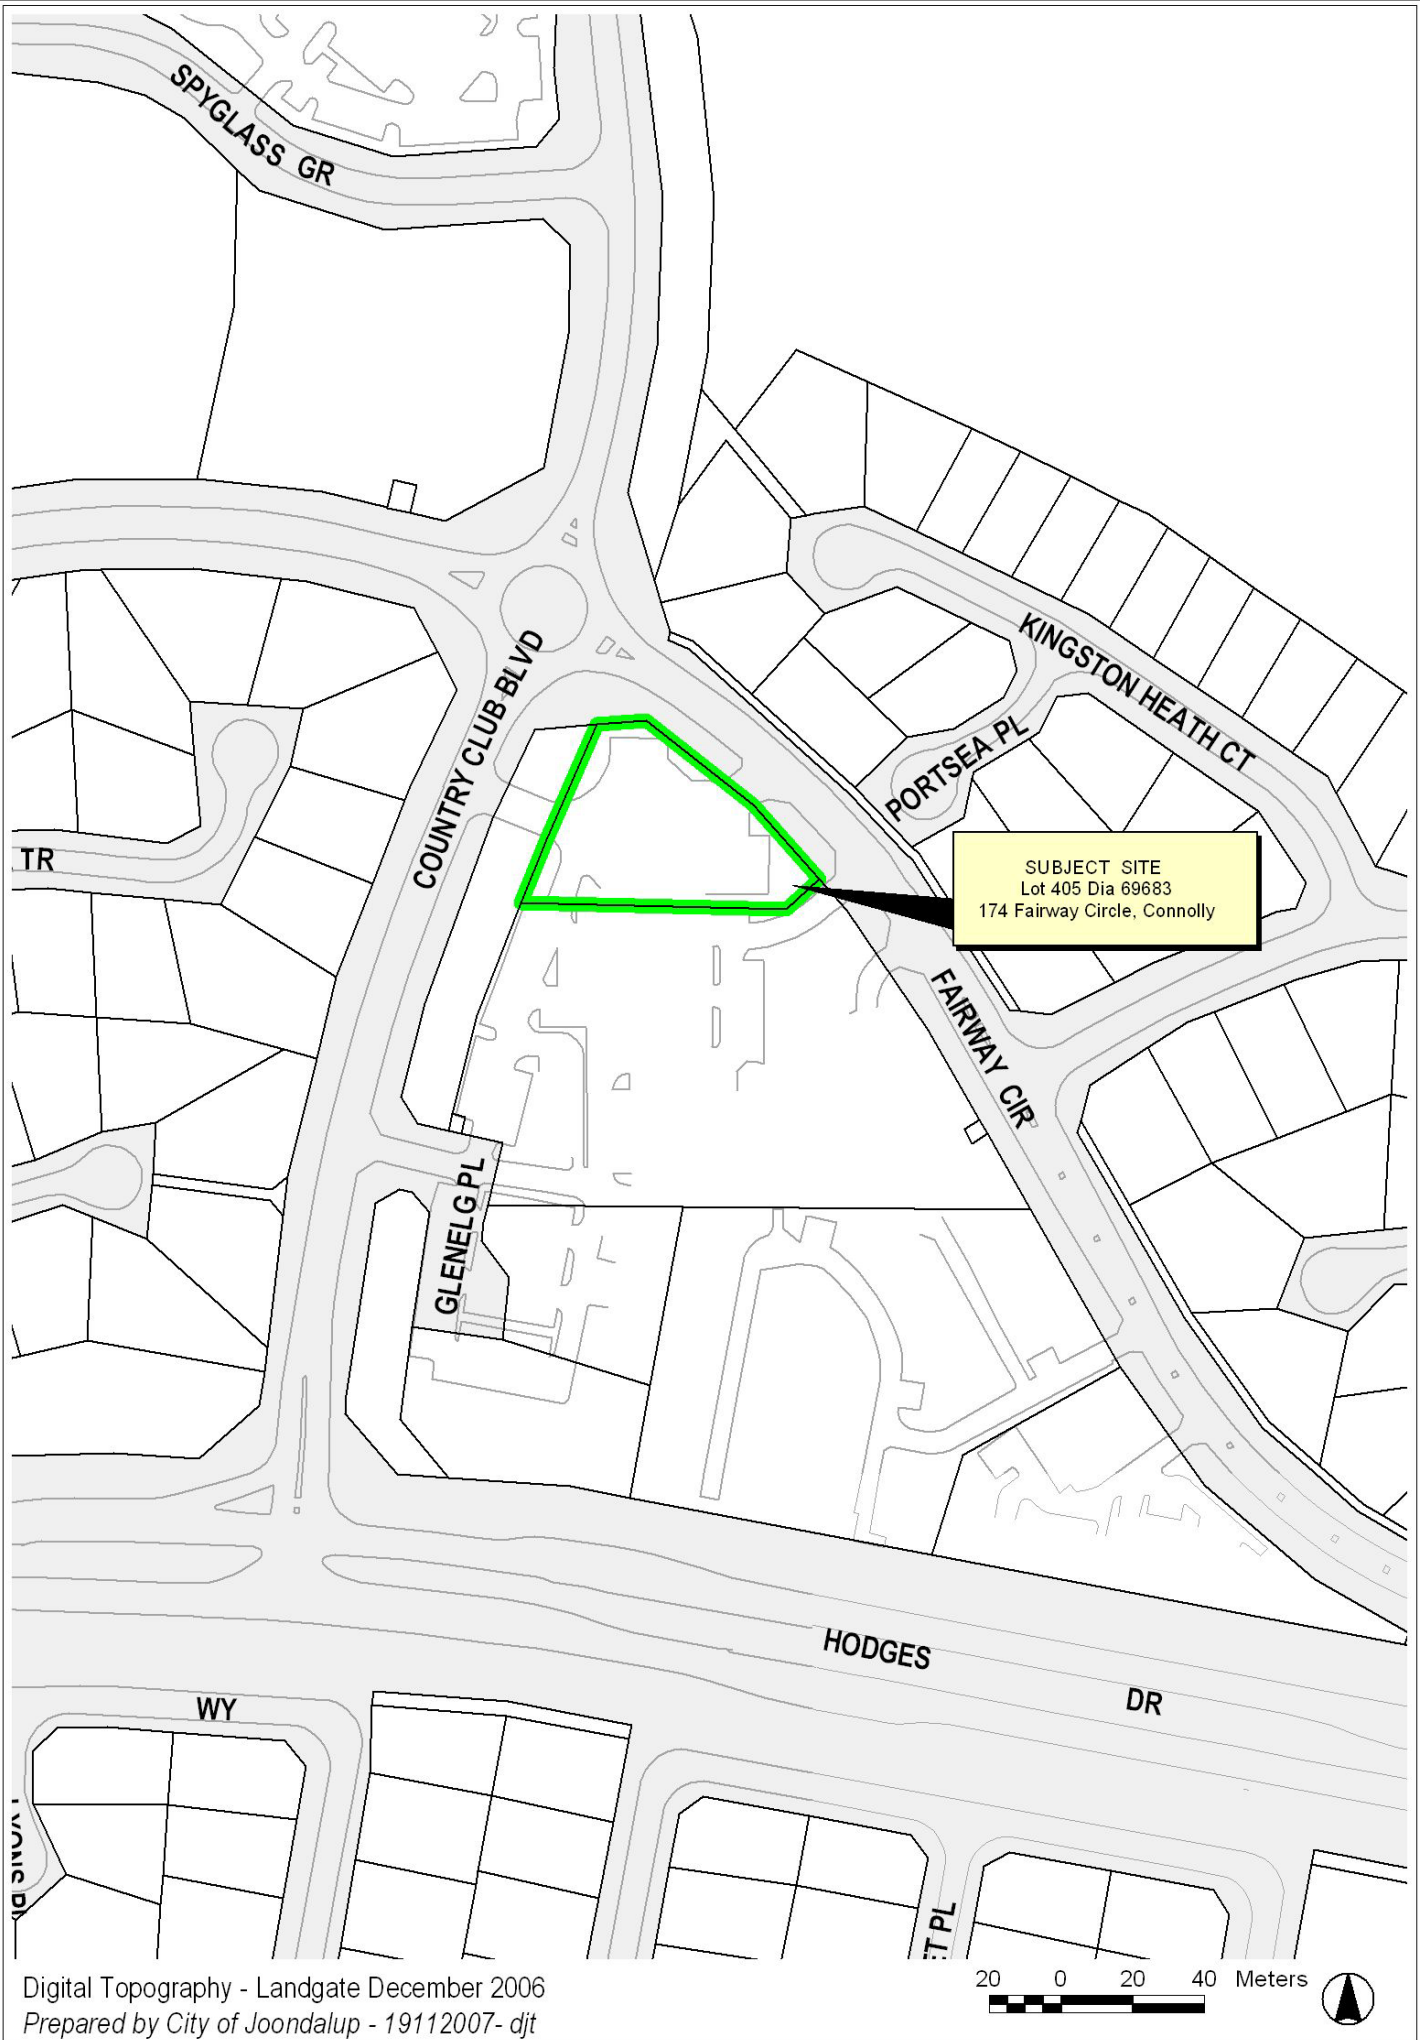 SPYGLASS GR
KINGSTON HEATH CT
COUNTRY CLUB BLVD
PORTSEA PL
TR
SUBJECT SITE
Lot 405 Dia 69683
174 Fairway Circle, Connolly
FAIRWAY CIR
GLENELG PL
HODGES DR
WY
PL
Digital Topography - Landgate December 2006
Prepared by City of Joondalup - 19112007- djt
20 0 20 40 Meters